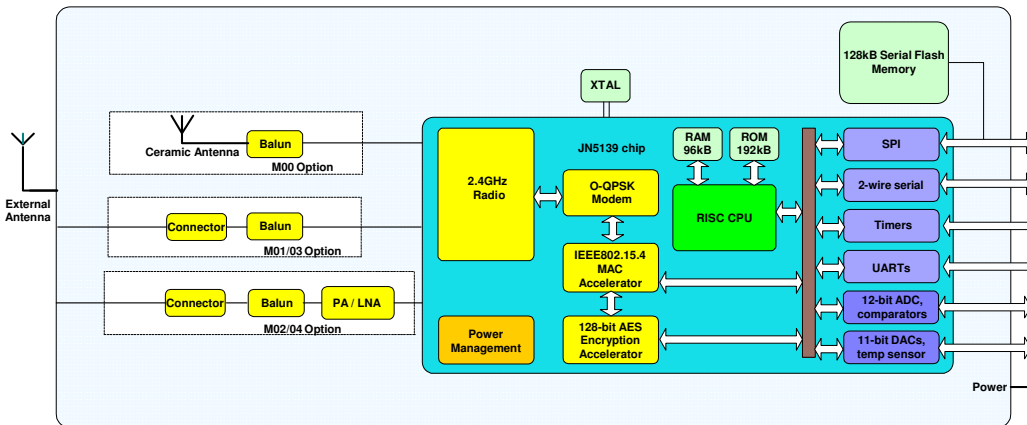 128kB Serial Flash
Memory
XTAL
External
Antenna
Ceramic Antenna
Balun
M00 Option
Connector
Balun
M01/03 Option
Connector
Balun
PA / LNA
M02/04 Option
JN5139 chip
2.4GHz
Radio
Power
Management
O-QPSK
Modem
IEEE802.15.4
MAC
Accelerator
128-bit AES
Encryption
Accelerator
RAM
96kB
ROM
192kB
RISC CPU
SPI
2-wire serial
Timers
UARTs
12-bit ADC,
comparators
11-bit DACs,
temp sensor
Power